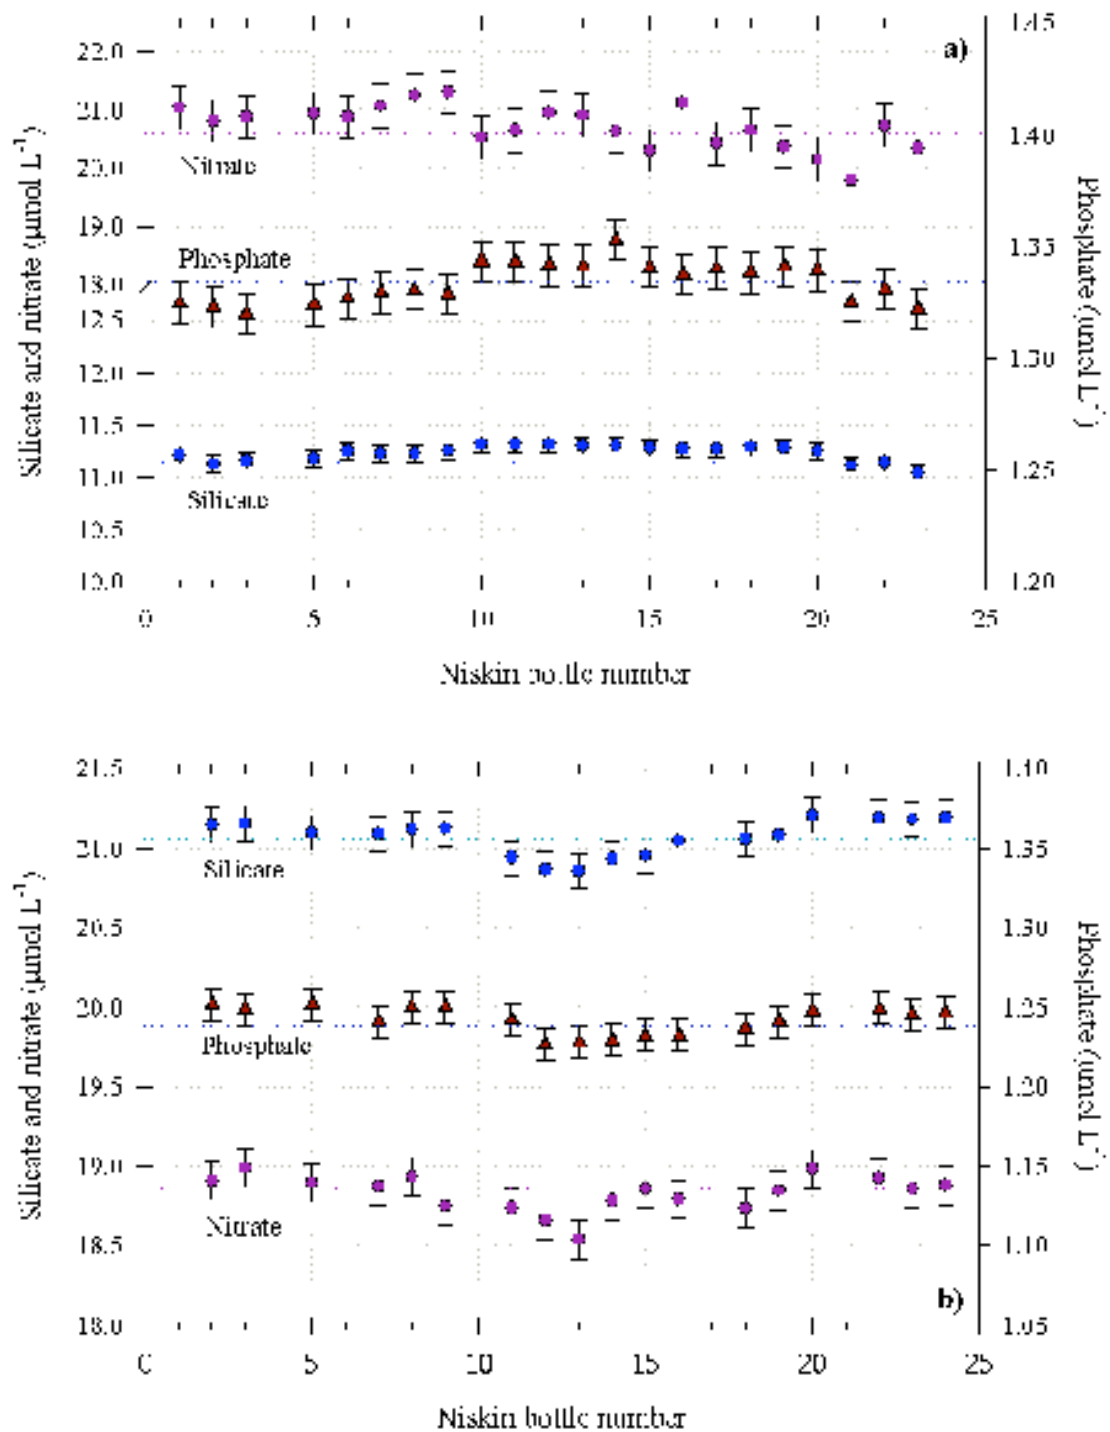 a)
22.0
21.0
20.0
19.0
18.0
12.5
12.0
11.5
11.0
10.5
10.0
Silicate and nitrate (µmol L⁻¹)
Nitrate
Phosphate
Silicate
1.45
1.40
1.35
1.30
1.25
1.20
Phosphate (µmol L⁻¹)
0 5 10 15 20 25
Niskin bottle number
21.5
21.0
20.5
20.0
19.5
19.0
18.5
18.0
Silicate and nitrate (µmol L⁻¹)
Silicate
Phosphate
Nitrate
b)
1.40
1.35
1.30
1.25
1.20
1.15
1.10
1.05
Phosphate (µmol L⁻¹)
0 5 10 15 20 25
Niskin bottle number